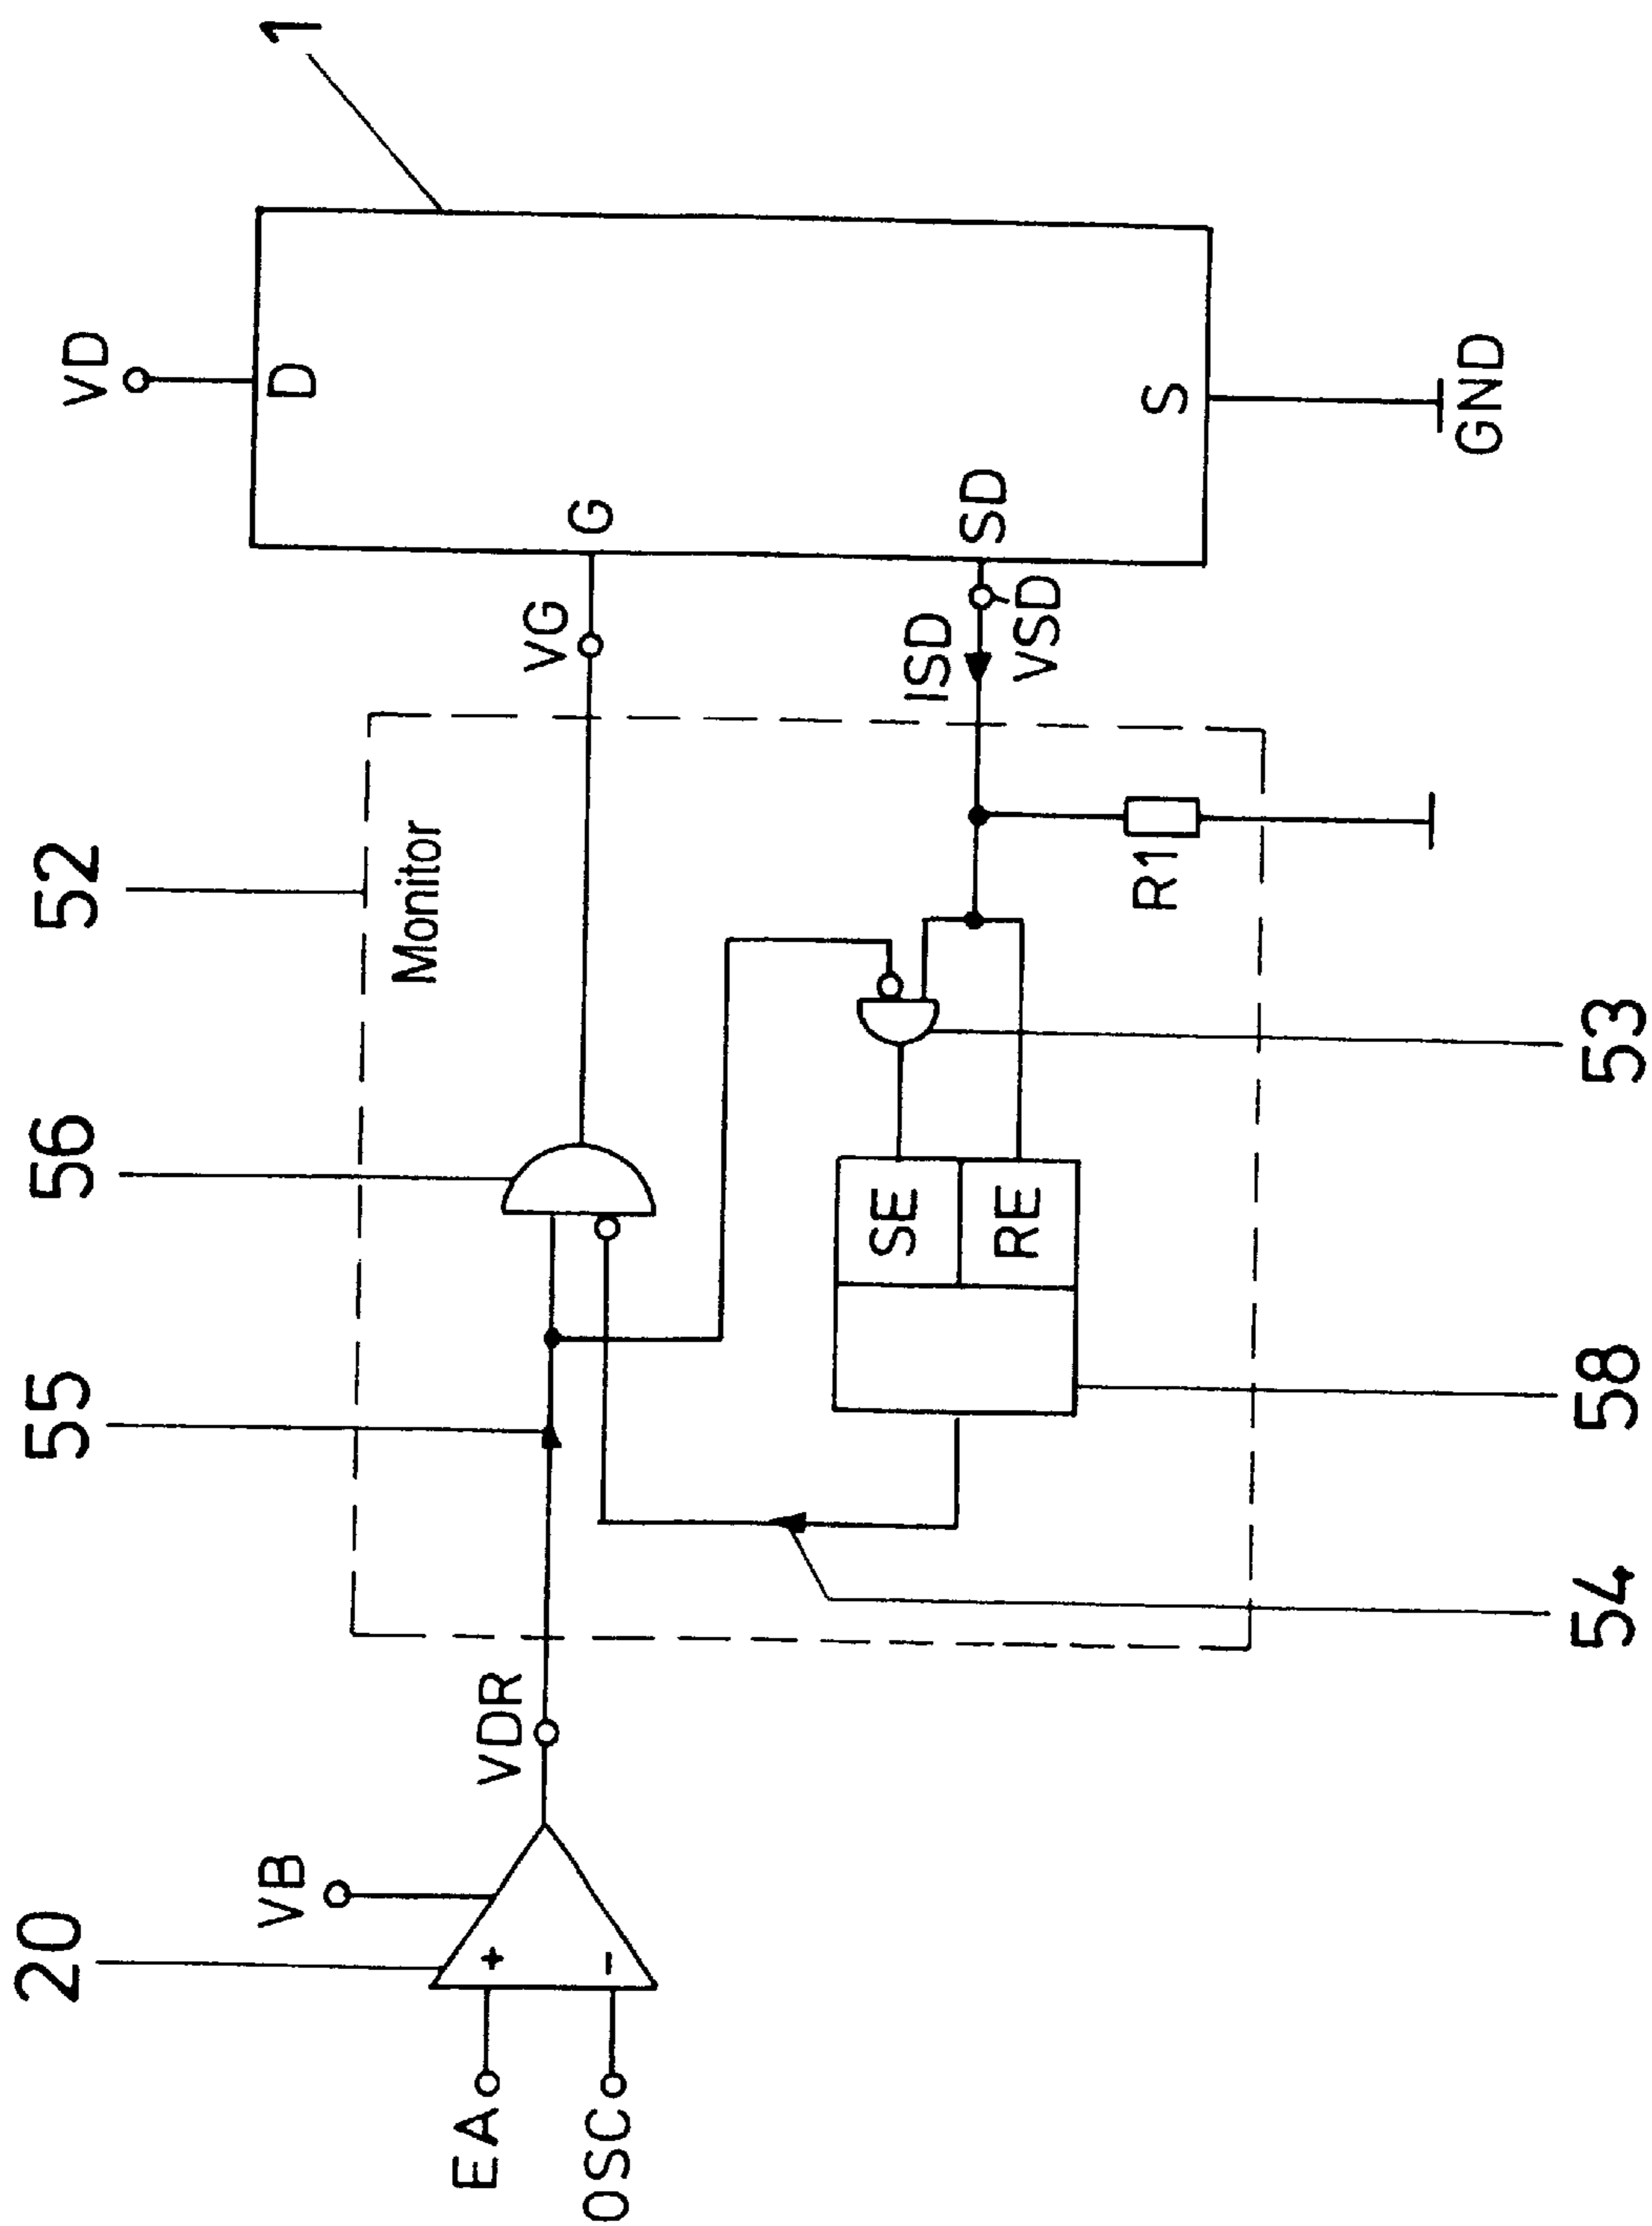 20
55
56
52
1
VB
VD
EA
+
OSC
-
VDR
Monitor
VG
G
D
SE
RE
ISD
VSD
SD
S
R1
GND
54
58
53